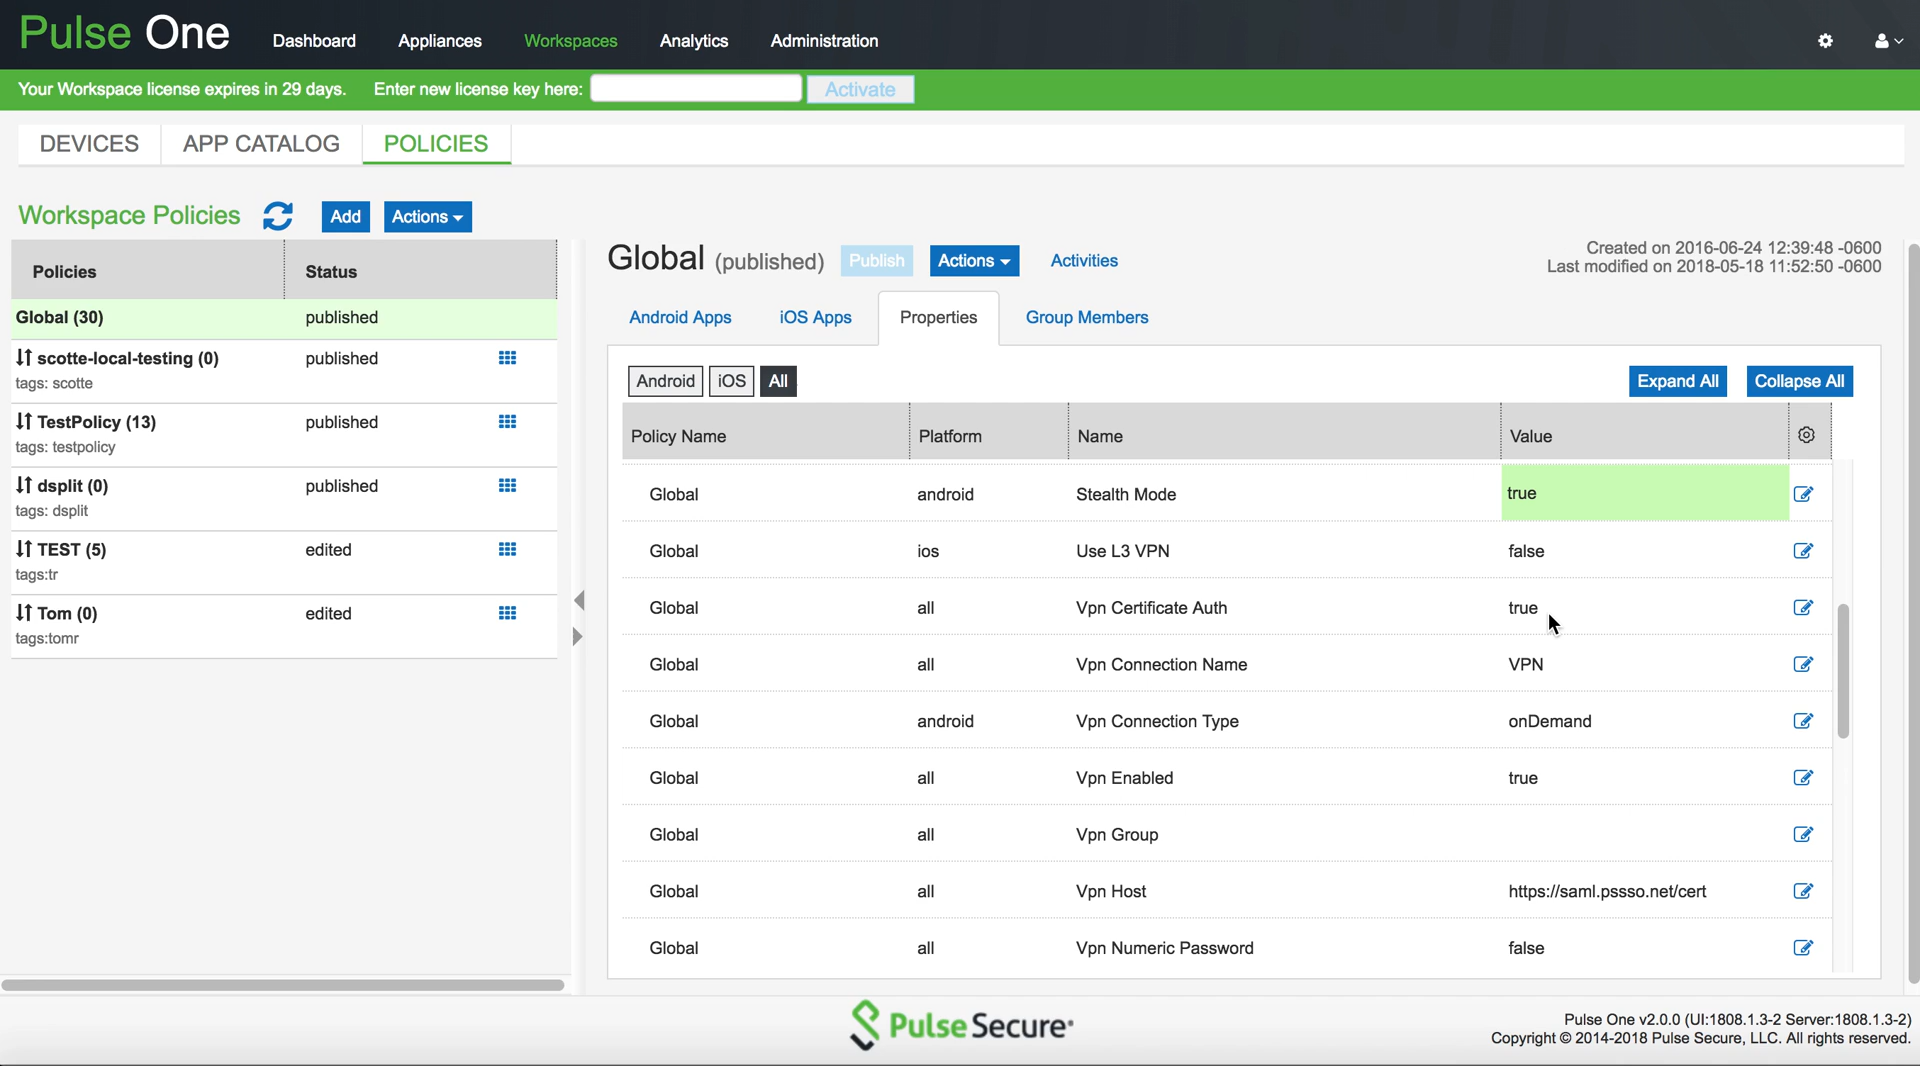 Pulse One Dashboard Appliances Workspaces Analytics Administration
Your Workspace license expires in 29 days. Enter new license key here: Activate
DEVICES APP CATALOG POLICIES
Workspace Policies Add Actions
Policies Status
Global (30) published
scotte-local-testing (0) published
tags: scotte
TestPolicy (13) published
tags: testpolicy
dsplit (0) published
tags: dsplit
TEST (5) edited
tags:tr
Tom (0) edited
tags:tomr
Global (published) Publish Actions Activities
Created on 2016-06-24 12:39:48 -0600
Last modified on 2018-05-18 11:52:50 -0600
Android Apps iOS Apps Properties Group Members
Android iOS All Expand All Collapse All
Policy Name Platform Name Value
Global android Stealth Mode true
Global ios Use L3 VPN false
Global all Vpn Certificate Auth true
Global all Vpn Connection Name VPN
Global android Vpn Connection Type onDemand
Global all Vpn Enabled true
Global all Vpn Group
Global all Vpn Host https://saml.pssso.net/cert
Global all Vpn Numeric Password false
Pulse Secure
Pulse One v2.0.0 (UI:1808.1.3-2 Server:1808.1.3-2)
Copyright © 2014-2018 Pulse Secure, LLC. All rights reserved.